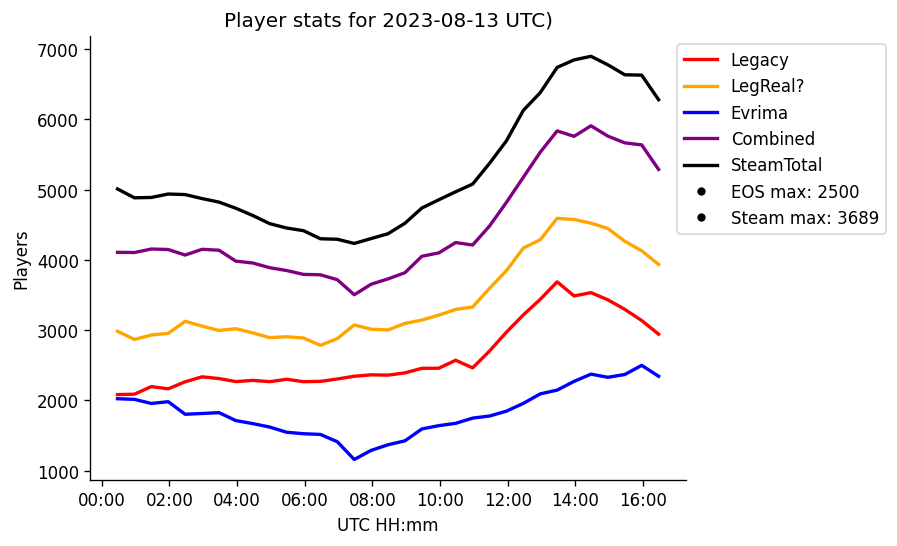 Player stats for 2023-08-13 UTC)
7000
6000
5000
4000
3000
2000
1000
Players
00:00 02:00 04:00 06:00 08:00 10:00 12:00 14:00 16:00
UTC HH:mm
Legacy
LegReal?
Evrima
Combined
SteamTotal
EOS max: 2500
Steam max: 3689